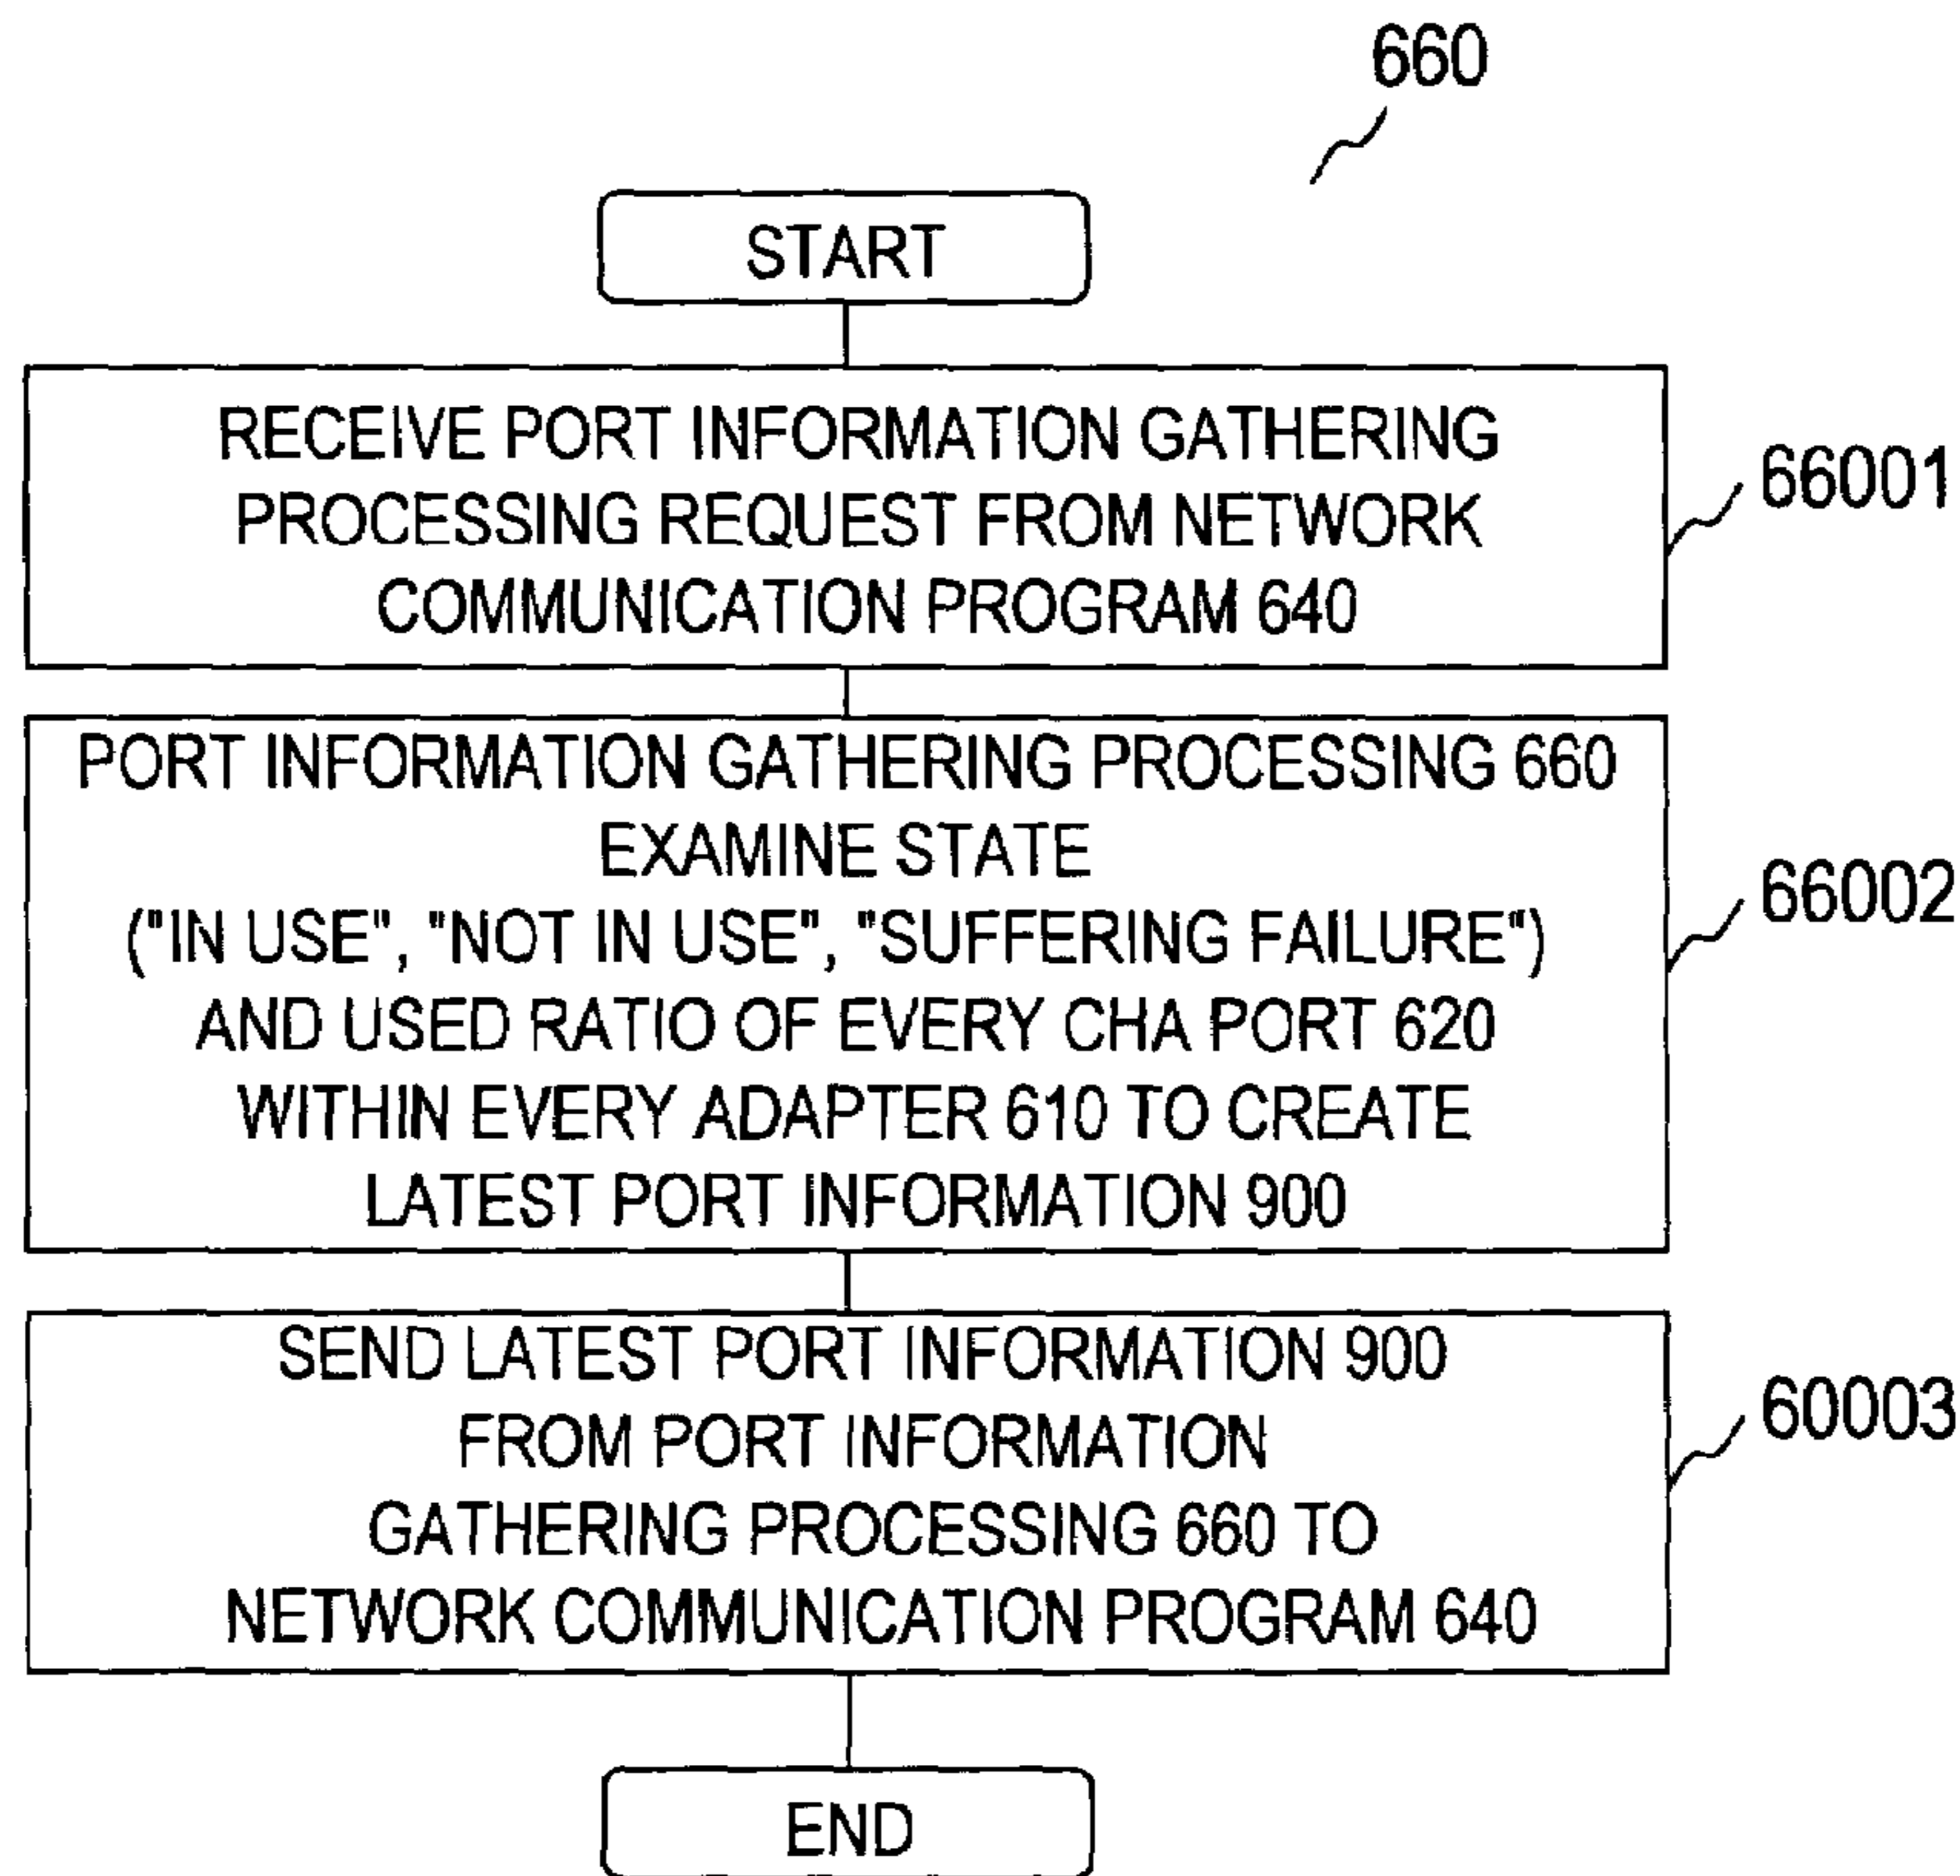 660
START
RECEIVE PORT INFORMATION GATHERING
PROCESSING REQUEST FROM NETWORK
COMMUNICATION PROGRAM 640
66001
PORT INFORMATION GATHERING PROCESSING 660
EXAMINE STATE
("IN USE", "NOT IN USE", "SUFFERING FAILURE")
AND USED RATIO OF EVERY CHA PORT 620
WITHIN EVERY ADAPTER 610 TO CREATE
LATEST PORT INFORMATION 900
66002
SEND LATEST PORT INFORMATION 900
FROM PORT INFORMATION
GATHERING PROCESSING 660 TO
NETWORK COMMUNICATION PROGRAM 640
60003
END